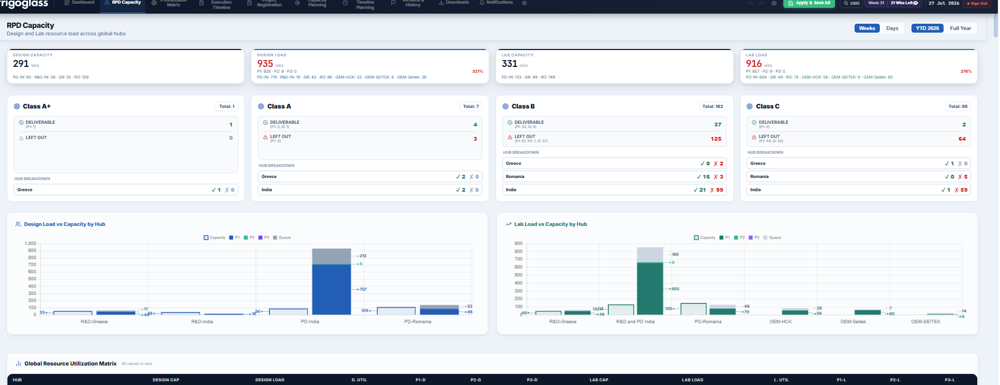 rigoglass
Dashboard
RPD Capacity
Prioritization Matrix
Execution Timeline
Project Registration
Capacity Planning
Timeline Planning
Versions & History
Downloads
Notifications
Apply & Save All
100%
Week 31 | 21 Wks Left
27 Jul 2026
Sign Out
RPD Capacity
Design and Lab resource load across global hubs
Weeks Days
YTD 2026 Full Year
DESIGN CAPACITY
291 wks
PD-IN: 90 · R&D-IN: 38 · GR: 55 · RO: 109
DESIGN LOAD
935 wks
P1: 926 · P2: 9 · P3: 0
321%
PD-IN: 716 · R&D-IN: 16 · GR: 43 · RO: 86 · OEM-HCK: 32 · OEM-SEITEK: 6 · OEM-Seitek: 36
LAB CAPACITY
331 wks
PD-IN: 133 · GR: 49 · RO: 149
LAB LOAD
916 wks
P1: 907 · P2: 9 · P3: 0
276%
PD-IN: 664 · GR: 48 · RO: 79 · OEM-HCK: 56 · OEM-SEITEK: 9 · OEM-Seitek: 60
Class A+
Total: 1
DELIVERABLE
(P1: 1)
1
LEFT OUT
0
HUB BREAKDOWN
Greece ✓ 1 ✗ 0
Class A
Total: 7
DELIVERABLE
(P1: 3, Q: 1)
4
LEFT OUT
(P1: 3)
3
HUB BREAKDOWN
Greece ✓ 2 ✗ 0
India ✓ 2 ✗ 0
Class B
Total: 162
DELIVERABLE
(P1: 32, Q: 5)
37
LEFT OUT
(P1: 87, P2: 1, Q: 37)
125
HUB BREAKDOWN
Greece ✓ 0 ✗ 2
Romania ✓ 16 ✗ 3
India ✓ 21 ✗ 99
Class C
Total: 66
DELIVERABLE
(P1: 2)
2
LEFT OUT
(P1: 44, Q: 20)
64
HUB BREAKDOWN
Greece ✓ 1 ✗ 0
Romania ✓ 0 ✗ 5
India ✓ 1 ✗ 59
Design Load vs Capacity by Hub
Capacity P1 P2 P3 Queue
1,000
900
800
700
600
500
400
300
200
100
0
55
17
43
38
16
90
213
9
707
109
52
86
R&D-Greece
R&D-India
PD-India
PD-Romania
Lab Load vs Capacity by Hub
Capacity P1 P2 P3 Queue
900
800
700
600
500
400
300
200
100
0
49
14
48
133
189
9
655
149
48
79
28
56
7
60
14
9
R&D-Greece
R&D and PD India
PD-Romania
OEM-HCK
OEM-Seitek
OEM-SEITEK
Global Resource Utilization Matrix All values in wks
HUB DESIGN CAP DESIGN LOAD D. UTIL P1-D P2-D P3-D LAB CAP LAB LOAD L. UTIL P1-L P2-L P3-L